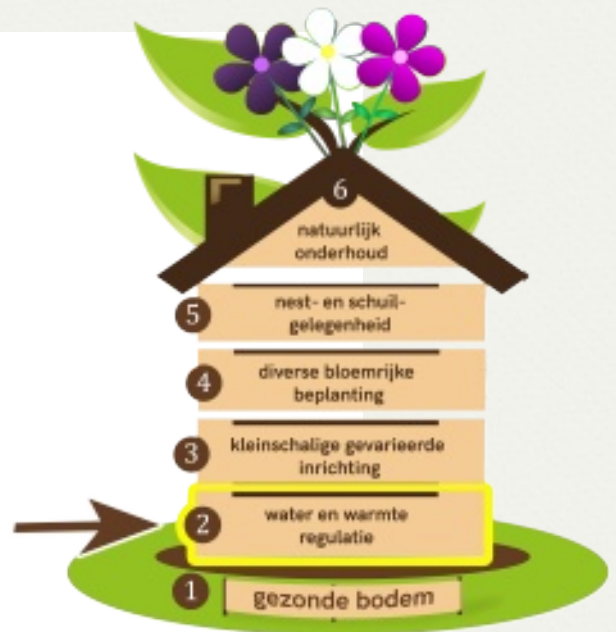 6
natuurlijk
onderhoud
5
nest- en schuil-
gelegenheid
4
diverse bloemrijke
beplanting
3
kleinschalige gevarieerde
inrichting
2
water en warmte
regulatie
1
gezonde bodem